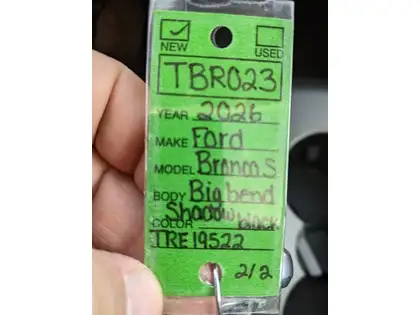 NEW USED
TBR023
YEAR 2026
MAKE Ford
MODEL Bronco S
BODY Big bend
COLOR Shadow black
TRE19522
2/2